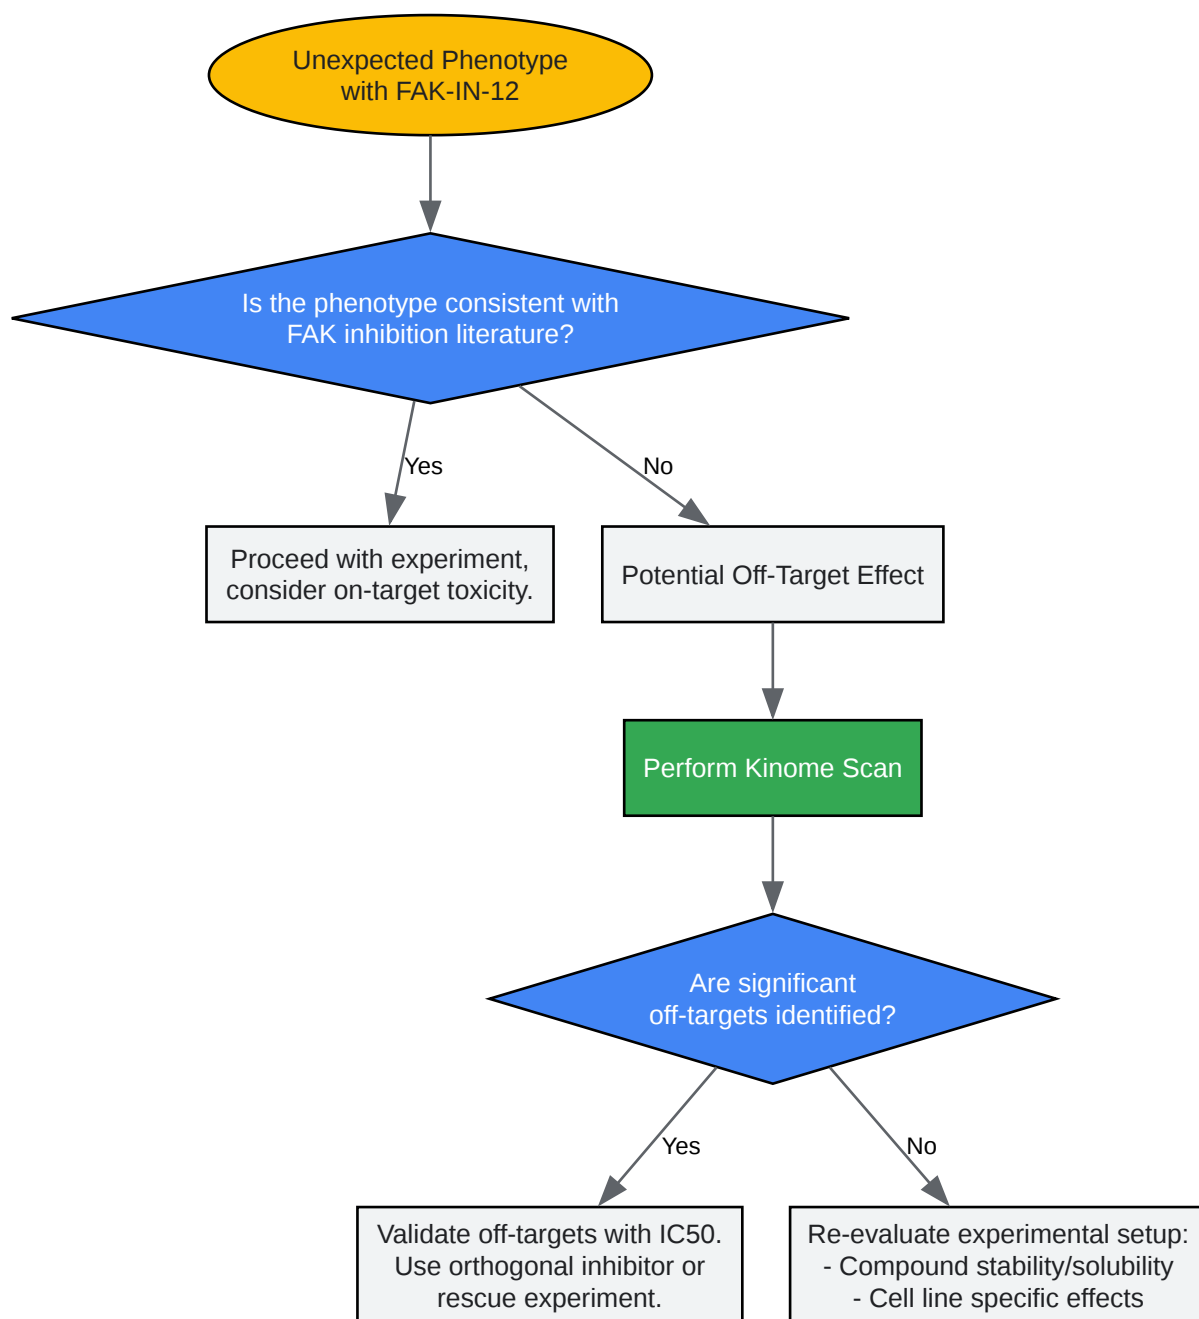 Unexpected Phenotype
with FAK-IN-12
Is the phenotype consistent with
FAK inhibition literature?
Yes
No
Proceed with experiment,
consider on-target toxicity.
Potential Off-Target Effect
Perform Kinome Scan
Are significant
off-targets identified?
Yes
No
Validate off-targets with IC50.
Use orthogonal inhibitor or
rescue experiment.
Re-evaluate experimental setup:
- Compound stability/solubility
- Cell line specific effects